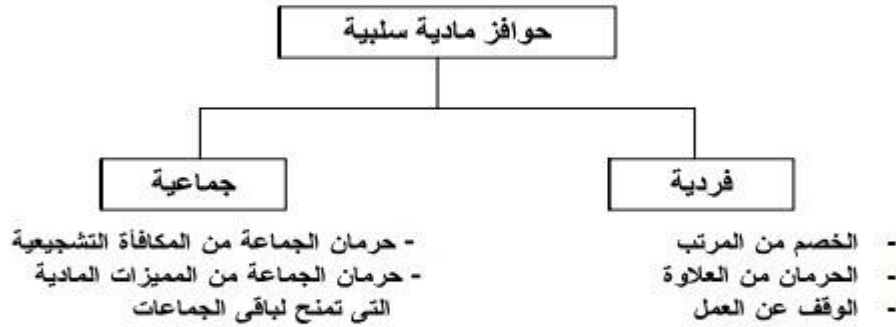 حوافز مادية سلبية
فردية
- الخصم من المرتب
- الحرمان من العلاوة
- الوقف عن العمل
جماعية
- حرمان الجماعة من المكافأة التشجيعية
- حرمان الجماعة من المميزات المادية
التى تمنح لباقى الجماعات